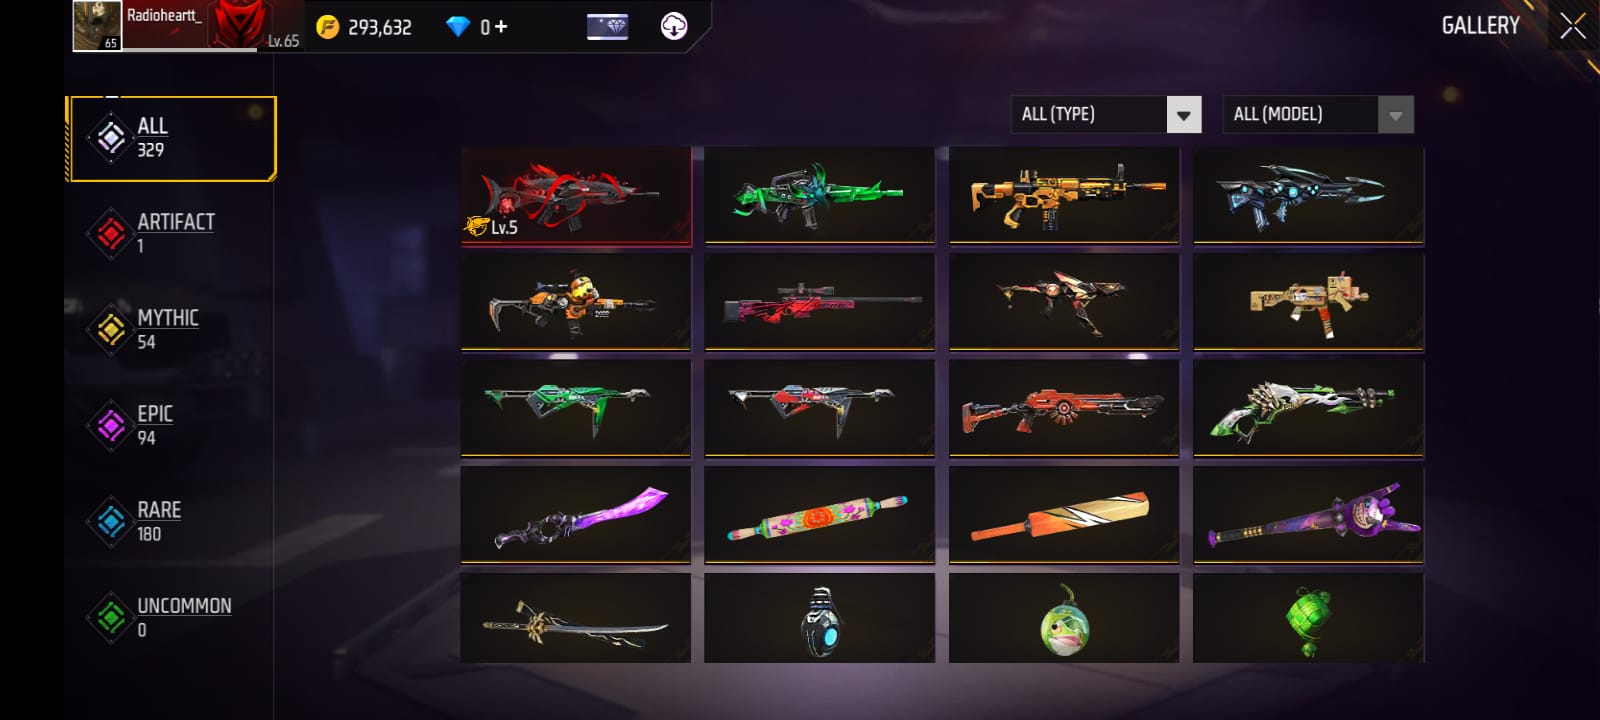 Radioheartt_
65
Lv.65
293,632
0+
GALLERY
ALL
329
ARTIFACT
1
MYTHIC
54
EPIC
94
RARE
180
UNCOMMON
0
ALL (TYPE)
ALL (MODEL)
Lv.5